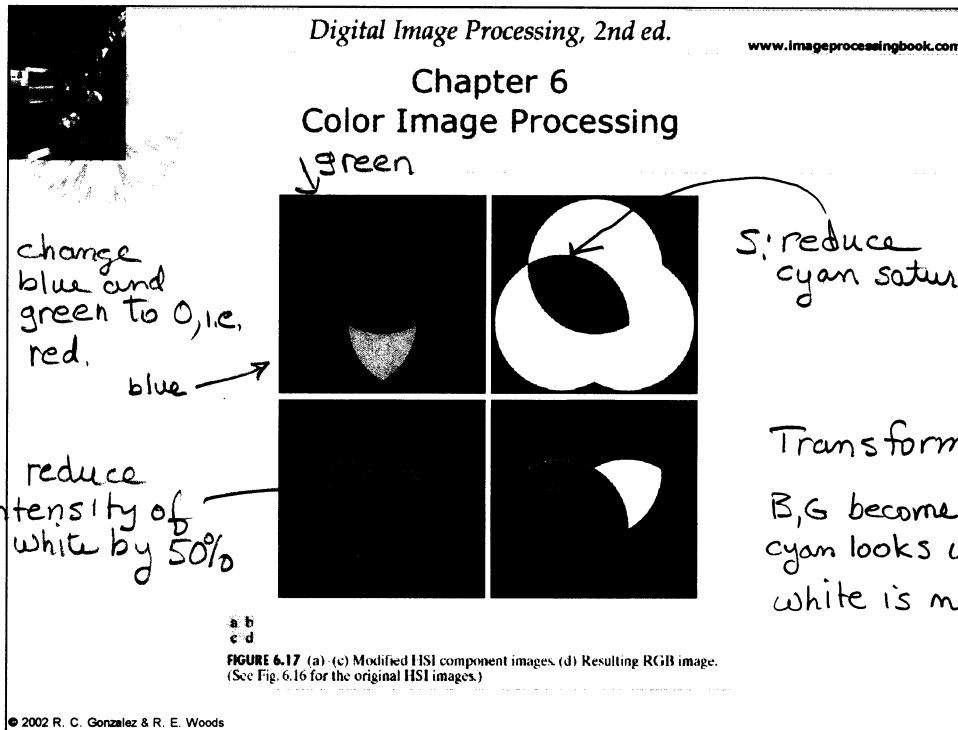 Digital Image Processing, 2nd ed.
www.imageprocessingbook.com
Chapter 6
Color Image Processing
green
change
blue and
green to 0, i.e.
red.
blue
S: reduce
cyan satur
reduce
ntensity of
white by 50%
Transform
B,G become
cyan looks
white is m
a b
c d
FIGURE 6.17 (a)–(c) Modified HSI component images. (d) Resulting RGB image.
(See Fig. 6.16 for the original HSI images.)
© 2002 R. C. Gonzalez & R. E. Woods